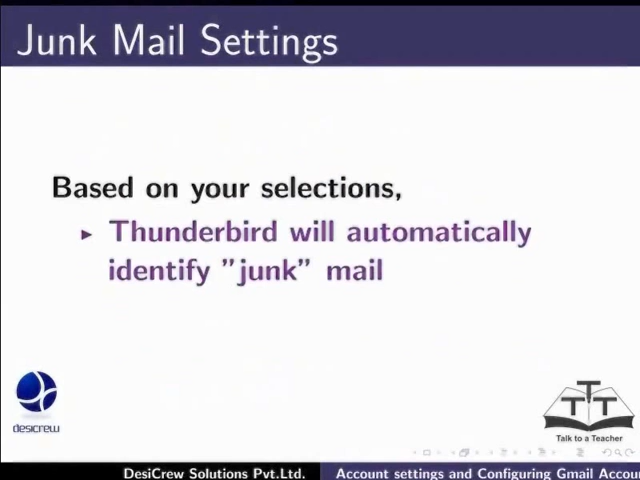 Junk Mail Settings
Based on your selections,
Thunderbird will automatically
identify "junk" mail
desicrew
TTT
Talk to a Teacher
DesiCrew Solutions Pvt.Ltd.
Account settings and Configuring Gmail Accou